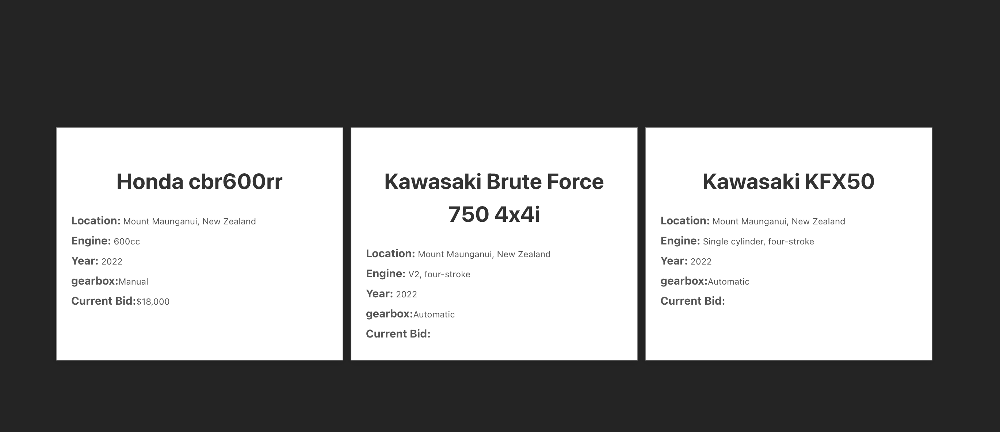 Honda cbr600rr
Location: Mount Maunganui, New Zealand
Engine: 600cc
Year: 2022
gearbox:Manual
Current Bid:$18,000
Kawasaki Brute Force
750 4x4i
Location: Mount Maunganui, New Zealand
Engine: V2, four-stroke
Year: 2022
gearbox:Automatic
Current Bid:
Kawasaki KFX50
Location: Mount Maunganui, New Zealand
Engine: Single cylinder, four-stroke
Year: 2022
gearbox:Automatic
Current Bid: